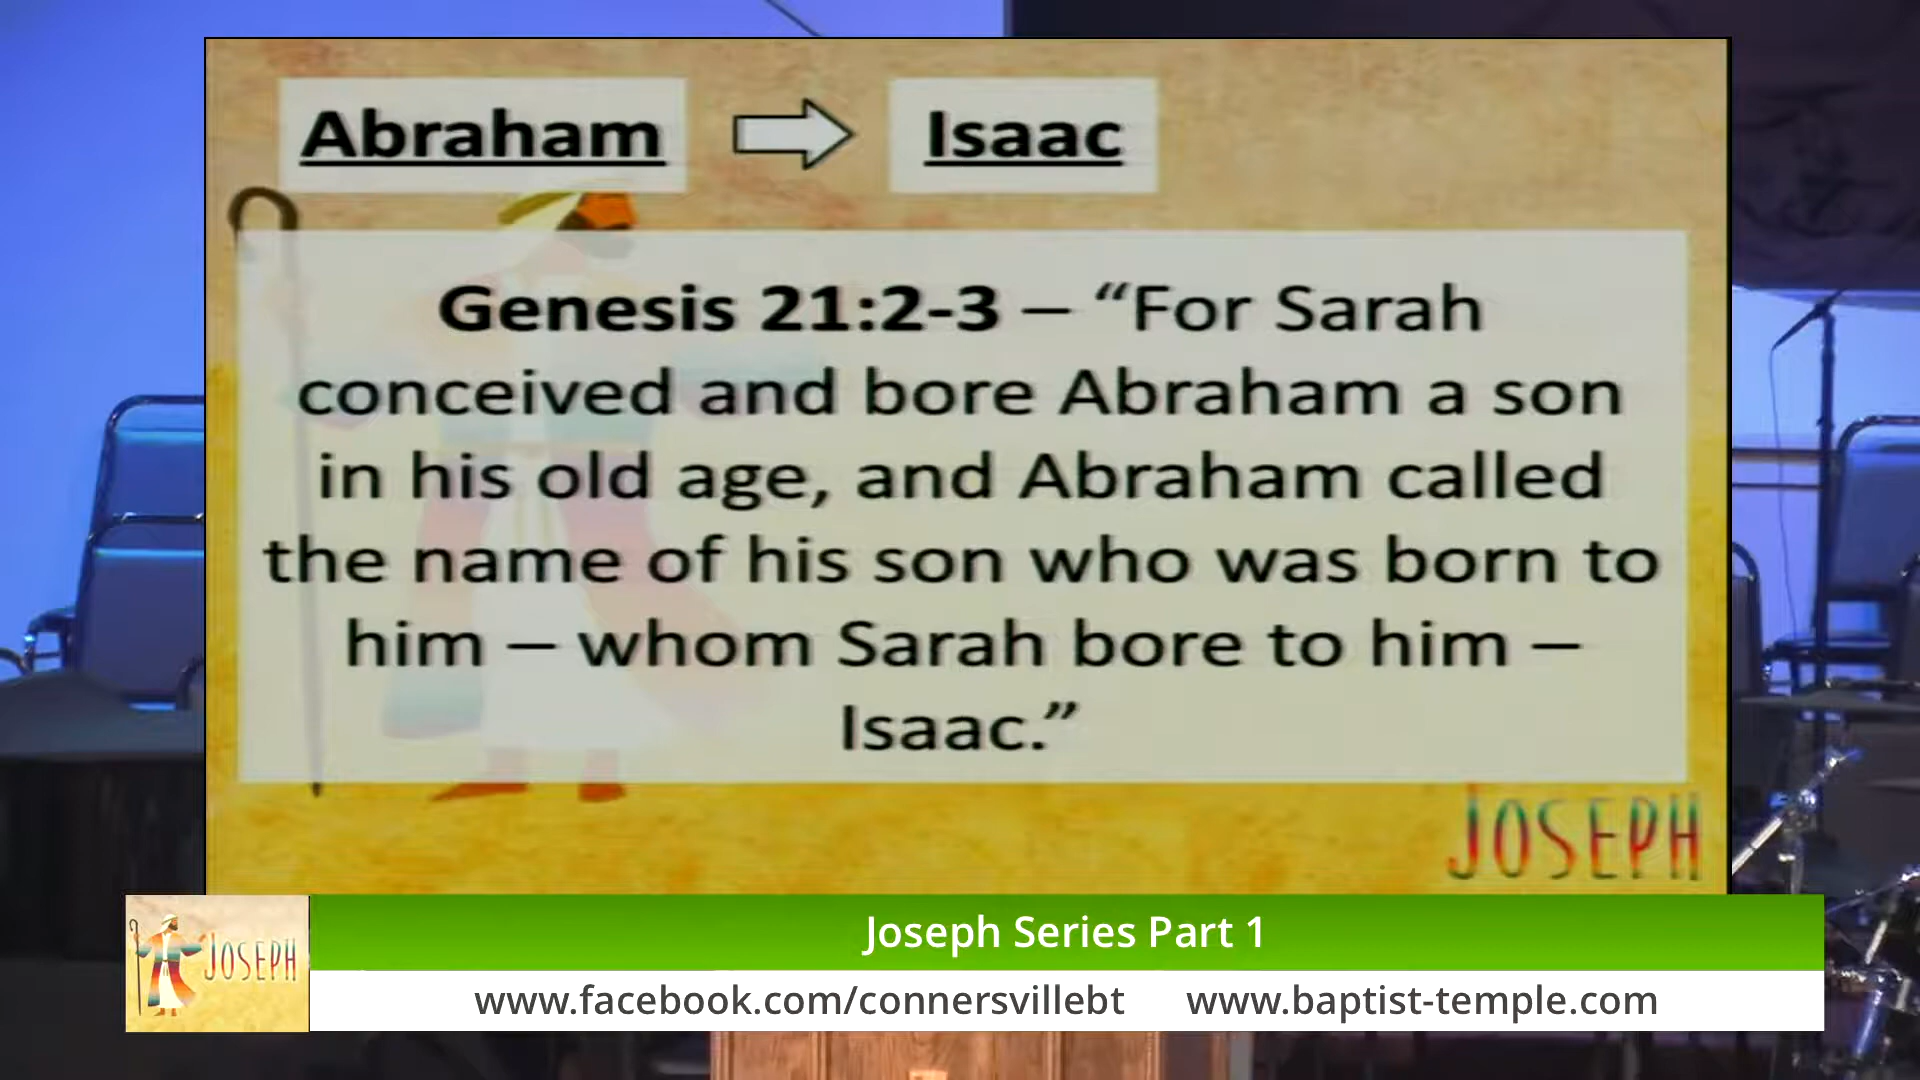 Abraham
Isaac
Genesis 21:2-3 – “For Sarah
conceived and bore Abraham a son
in his old age, and Abraham called
the name of his son who was born to
him – whom Sarah bore to him –
Isaac.”
JOSEPH
JOSEPH
Joseph Series Part 1
www.facebook.com/connersvillebt www.baptist-temple.com